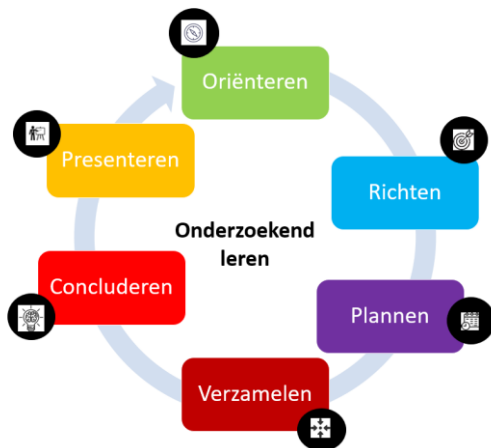 Oriënteren
Richten
Plannen
Verzamelen
Concluderen
Presenteren
Onderzoekend
leren